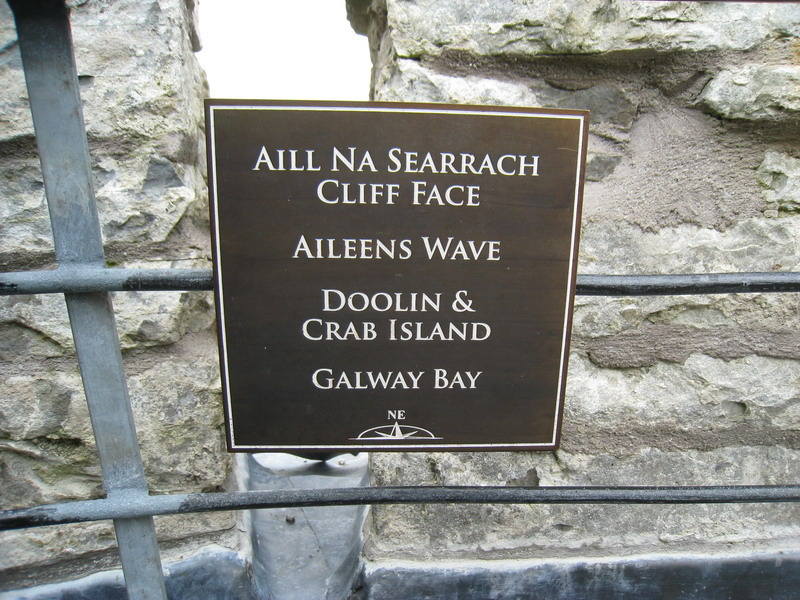 AILL NA SEARRACH
CLIFF FACE
AILEENS WAVE
DOOLIN &
CRAB ISLAND
GALWAY BAY
NE